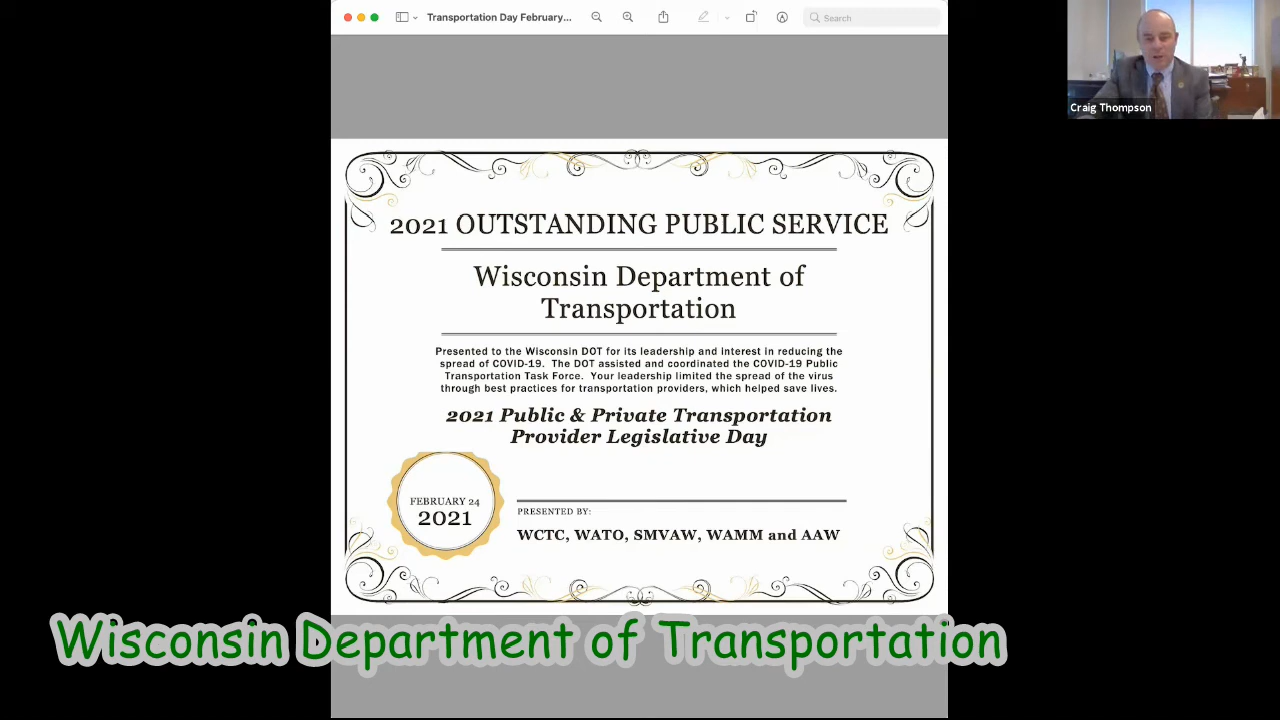 Transportation Day February...
Search
Craig Thompson
2021 OUTSTANDING PUBLIC SERVICE
Wisconsin Department of
Transportation
Presented to the Wisconsin DOT for its leadership and interest in reducing the
spread of COVID-19. The DOT assisted and coordinated the COVID-19 Public
Transportation Task Force. Your leadership limited the spread of the virus
through best practices for transportation providers, which helped save lives.
2021 Public & Private Transportation
Provider Legislative Day
FEBRUARY 24
2021
PRESENTED BY:
WCTC, WATO, SMVAW, WAMM and AAW
Wisconsin Department of Transportation